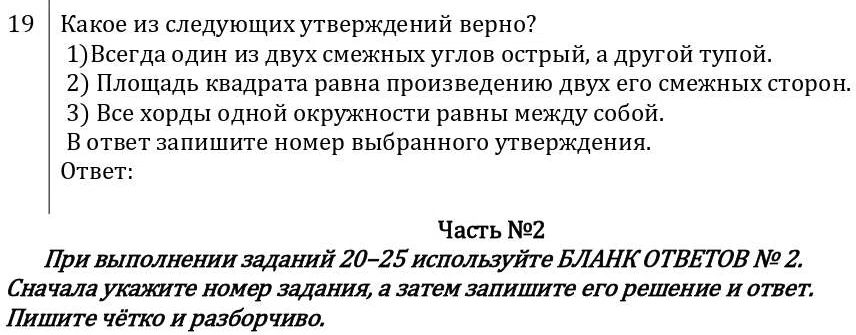 19 Какое из следующих утверждений верно?
1)Всегда один из двух смежных углов острый, а другой тупой.
2) Площадь квадрата равна произведению двух его смежных сторон.
3) Все хорды одной окружности равны между собой.
В ответ запишите номер выбранного утверждения.
Ответ:
Часть №2
При выполнении заданий 20–25 используйте БЛАНК ОТВЕТОВ № 2.
Сначала укажите номер задания, а затем запишите его решение и ответ.
Пишите чётко и разборчиво.